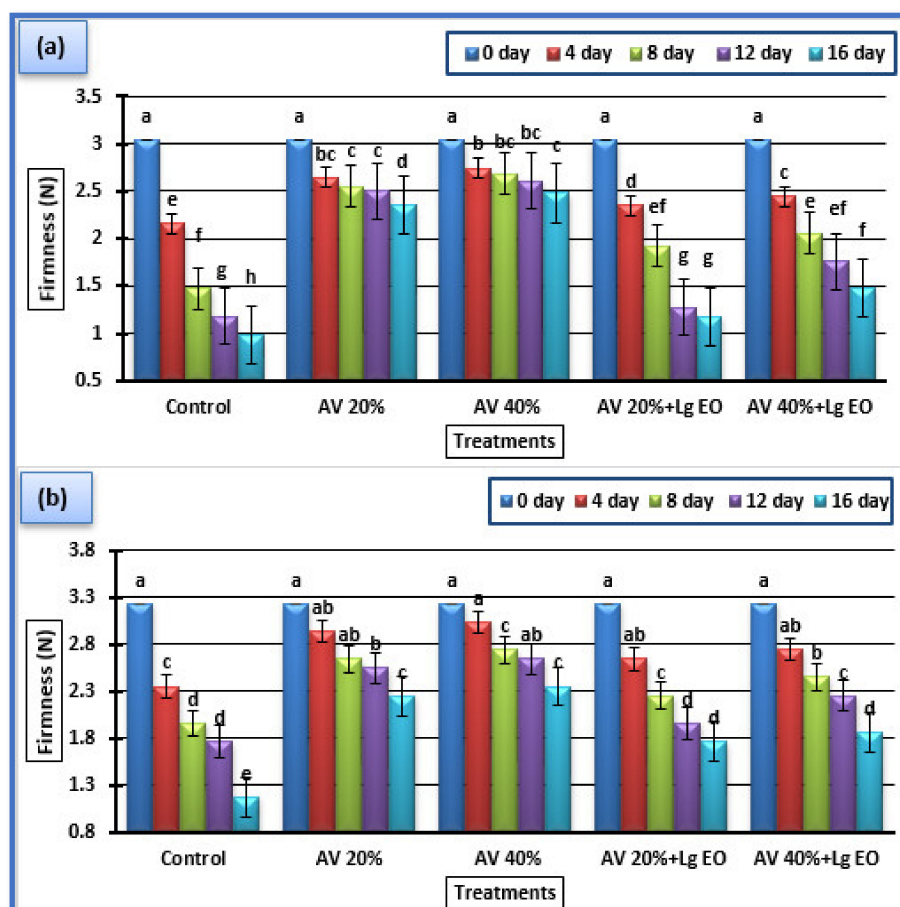 (a)
0 day 4 day 8 day 12 day 16 day
3.5
3
2.5
2
1.5
1
0.5
Firmness (N)
a e f g h
a bc c c d
a b bc bc c
a d ef g g
a c e ef f
Control AV 20% AV 40% AV 20%+Lg EO AV 40%+Lg EO
Treatments
(b)
0 day 4 day 8 day 12 day 16 day
3.8
3.3
2.8
2.3
1.8
1.3
0.8
Firmness (N)
a c d d e
a ab ab b c
a a c ab c
a ab c d d
a ab b c d
Control AV 20% AV 40% AV 20%+Lg EO AV 40%+Lg EO
Treatments